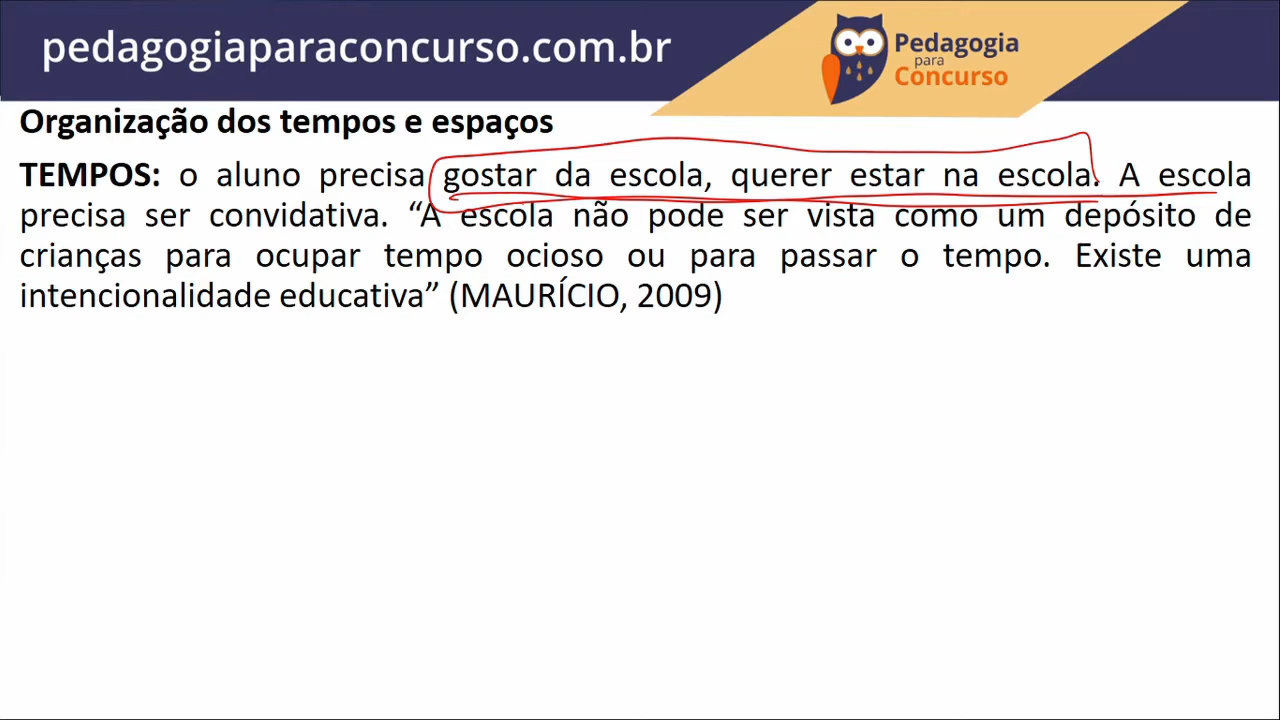 pedagogiaparaconcurso.com.br
Pedagogia
para
Concurso
Organização dos tempos e espaços
TEMPOS: o aluno precisa gostar da escola, querer estar na escola. A escola
precisa ser convidativa. “A escola não pode ser vista como um depósito de
crianças para ocupar tempo ocioso ou para passar o tempo. Existe uma
intencionalidade educativa” (MAURÍCIO, 2009)